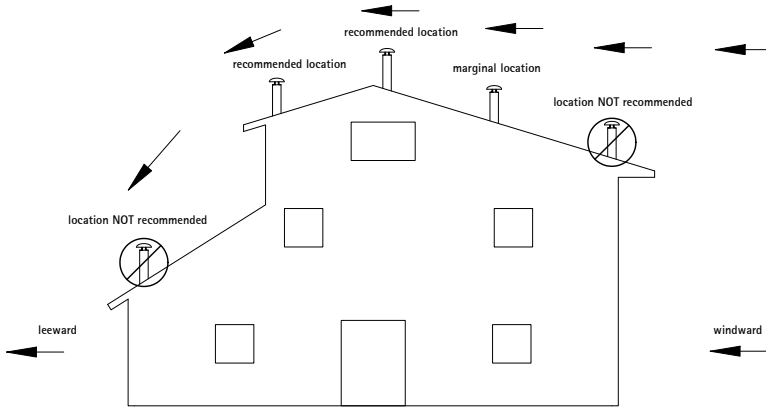 recommended location
recommended location
marginal location
location NOT recommended
location NOT recommended
leeward
windward